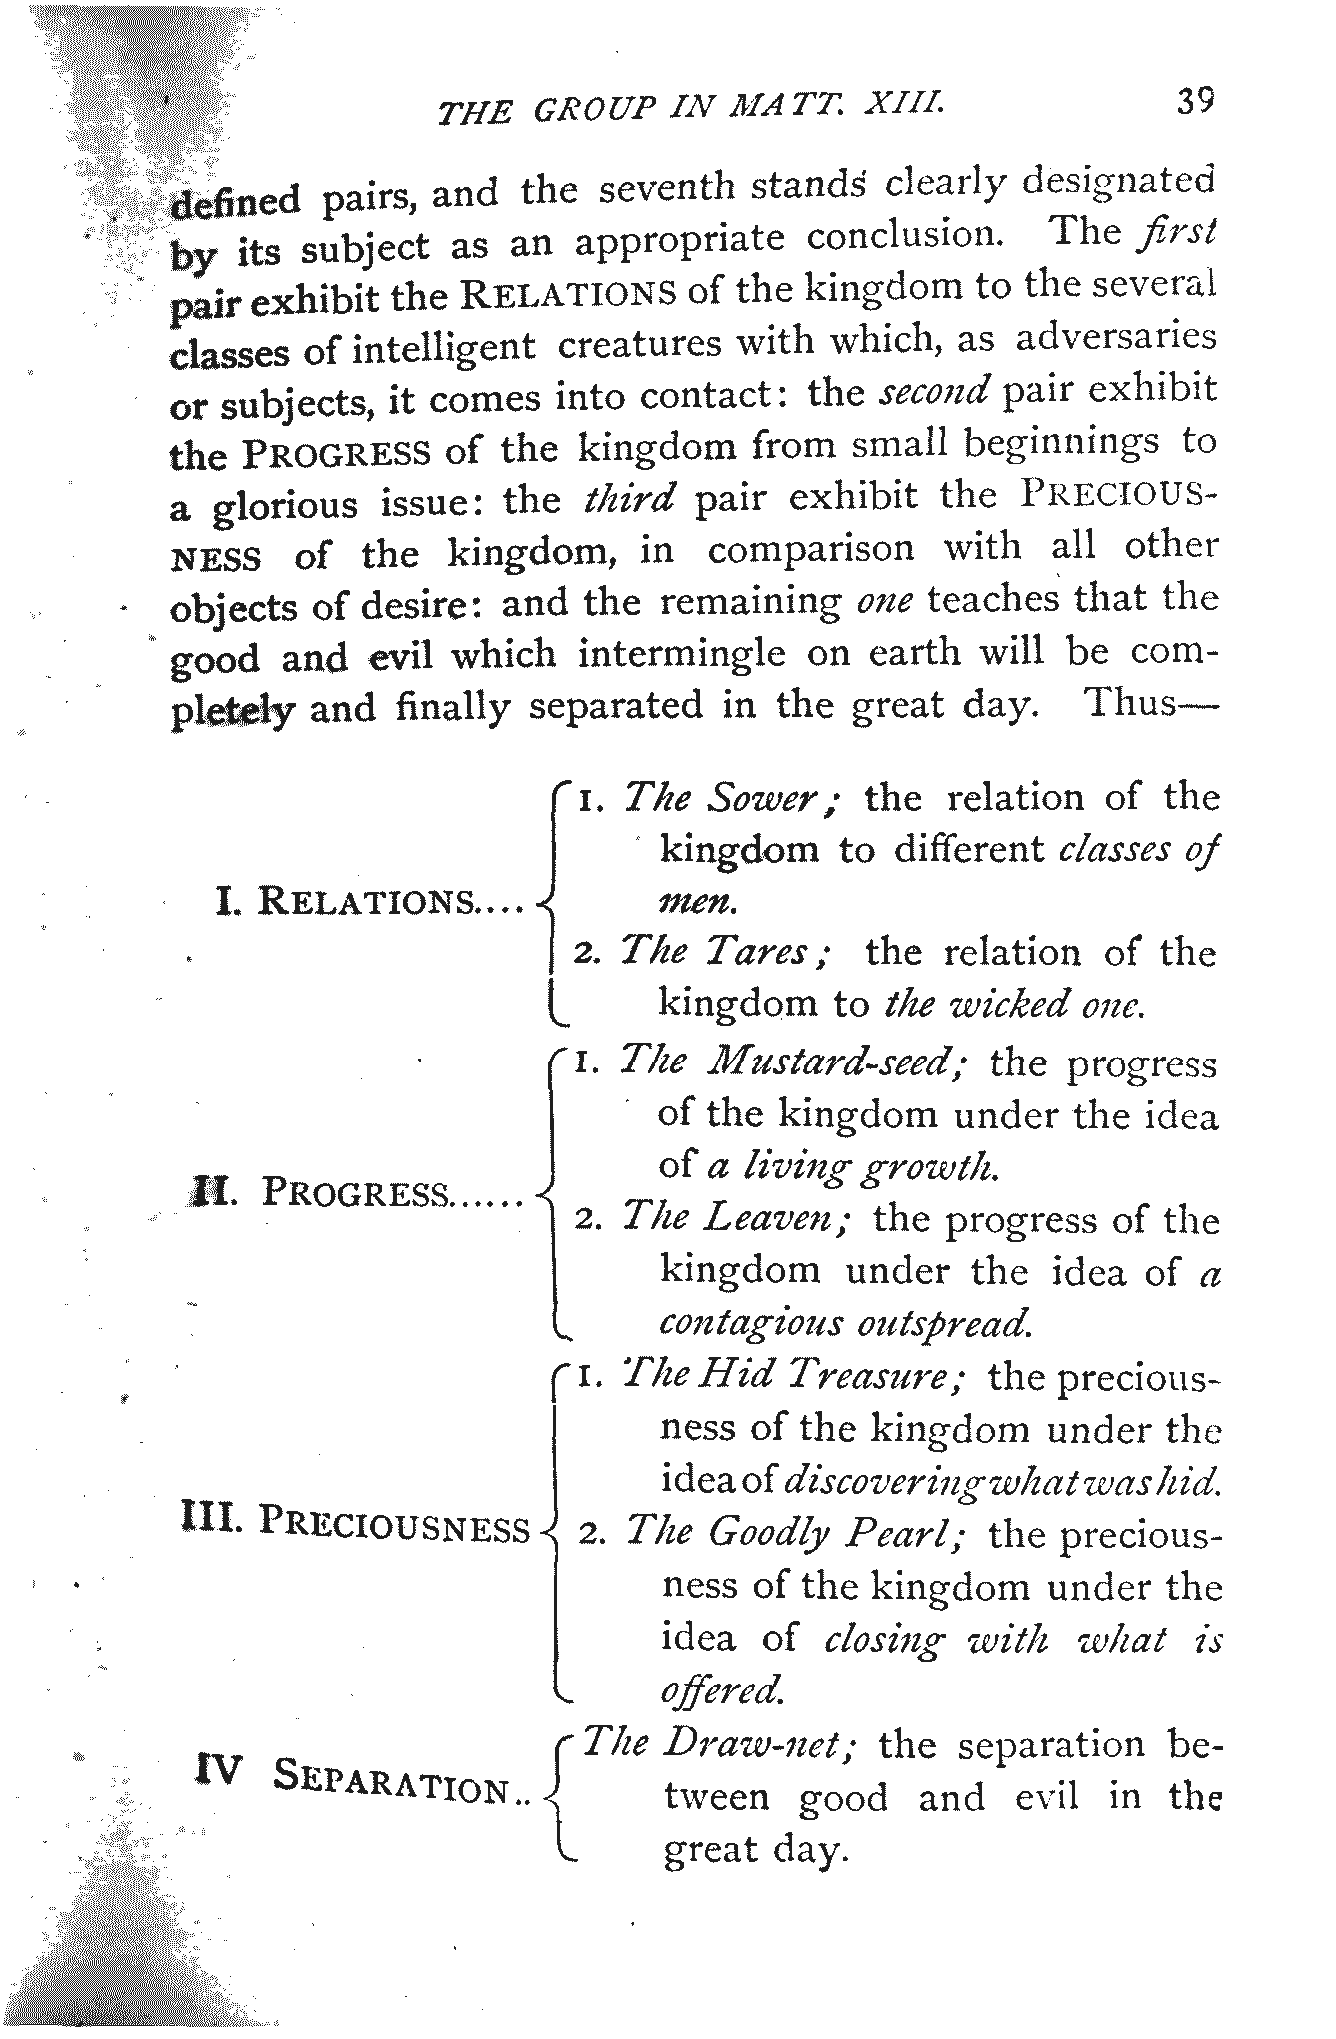 THE GROUP IN MATT. XIII. 39
defined pairs, and the seventh stands clearly designated
by its subject as an appropriate conclusion. The first
pair exhibit the RELATIONS of the kingdom to the several
classes of intelligent creatures with which, as adversaries
or subjects, it comes into contact: the second pair exhibit
the PROGRESS of the kingdom from small beginnings to
a glorious issue: the third pair exhibit the PRECIOUS-
NESS of the kingdom, in comparison with all other
objects of desire: and the remaining one teaches that the
good and evil which intermingle on earth will be com-
pletely and finally separated in the great day. Thus—
I. RELATIONS....
1. The Sower; the relation of the
kingdom to different classes of
men.
2. The Tares; the relation of the
kingdom to the wicked one.
II. PROGRESS......
1. The Mustard-seed; the progress
of the kingdom under the idea
of a living growth.
2. The Leaven; the progress of the
kingdom under the idea of a
contagious outspread.
III. PRECIOUSNESS
1. The Hid Treasure; the precious-
ness of the kingdom under the
idea of discovering what was hid.
2. The Goodly Pearl; the precious-
ness of the kingdom under the
idea of closing with what is
offered.
IV SEPARATION..
The Draw-net; the separation be-
tween good and evil in the
great day.